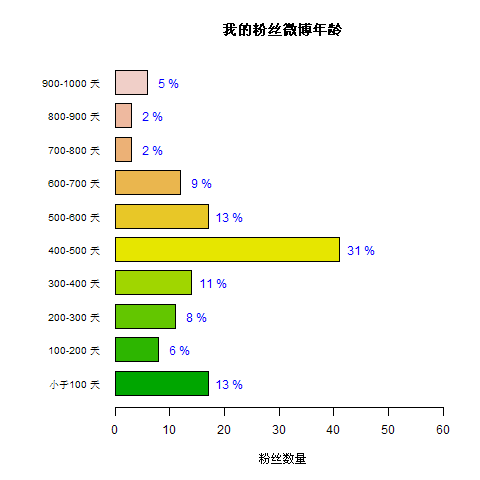 我的粉丝微博年龄
900-1000 天
5 %
800-900 天
2 %
700-800 天
2 %
600-700 天
9 %
500-600 天
13 %
400-500 天
31 %
300-400 天
11 %
200-300 天
8 %
100-200 天
6 %
小于100 天
13 %
0 10 20 30 40 50 60
粉丝数量